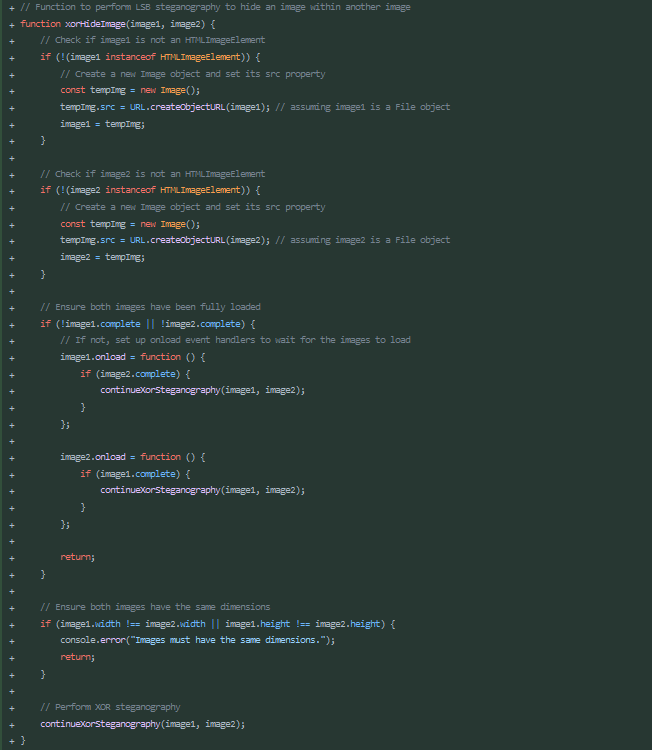 + // Function to perform LSB steganography to hide an image within another image
+ function xorHideImage(image1, image2) {
+     // Check if image1 is not an HTMLImageElement
+     if (!(image1 instanceof HTMLImageElement)) {
+         // Create a new Image object and set its src property
+         const tempImg = new Image();
+         tempImg.src = URL.createObjectURL(image1); // assuming image1 is a File object
+         image1 = tempImg;
+     }
+
+     // Check if image2 is not an HTMLImageElement
+     if (!(image2 instanceof HTMLImageElement)) {
+         // Create a new Image object and set its src property
+         const tempImg = new Image();
+         tempImg.src = URL.createObjectURL(image2); // assuming image2 is a File object
+         image2 = tempImg;
+     }
+
+     // Ensure both images have been fully loaded
+     if (!image1.complete || !image2.complete) {
+         // If not, set up onload event handlers to wait for the images to load
+         image1.onload = function () {
+             if (image2.complete) {
+                 continueXorSteganography(image1, image2);
+             }
+         };
+
+         image2.onload = function () {
+             if (image1.complete) {
+                 continueXorSteganography(image1, image2);
+             }
+         };
+
+         return;
+     }
+
+     // Ensure both images have the same dimensions
+     if (image1.width !== image2.width || image1.height !== image2.height) {
+         console.error("Images must have the same dimensions.");
+         return;
+     }
+
+     // Perform XOR steganography
+     continueXorSteganography(image1, image2);
+ }